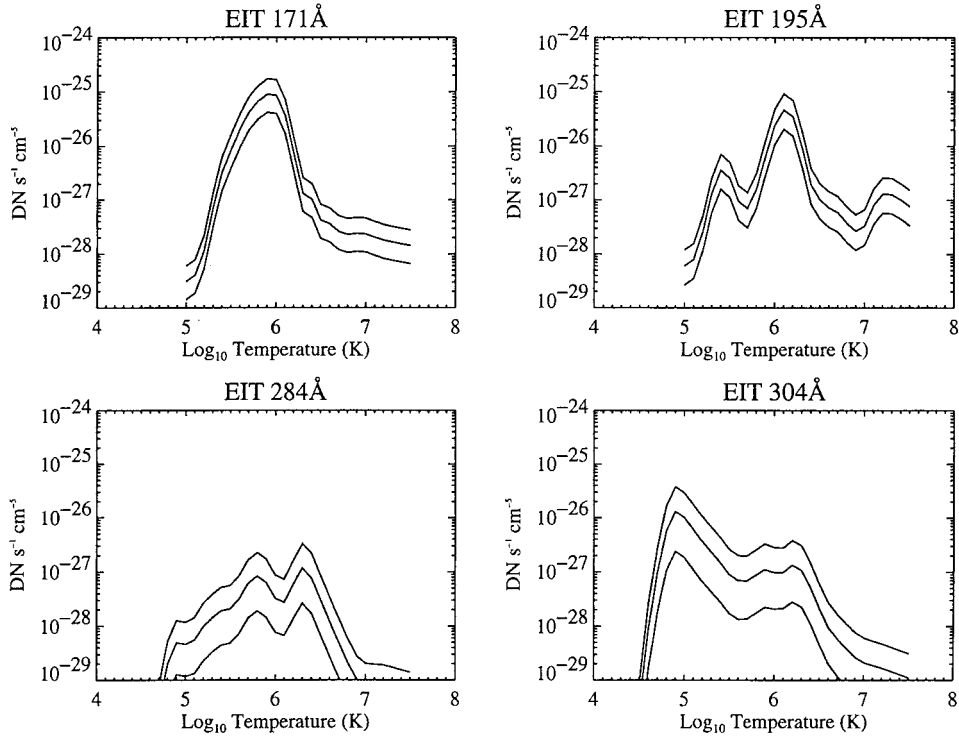 EIT 171Å
10⁻²⁴
10⁻²⁵
10⁻²⁶
10⁻²⁷
10⁻²⁸
10⁻²⁹
DN s⁻¹ cm⁻⁵
4 5 6 7 8
Log₁₀ Temperature (K)
EIT 195Å
10⁻²⁴
10⁻²⁵
10⁻²⁶
10⁻²⁷
10⁻²⁸
10⁻²⁹
DN s⁻¹ cm⁻⁵
4 5 6 7 8
Log₁₀ Temperature (K)
EIT 284Å
10⁻²⁴
10⁻²⁵
10⁻²⁶
10⁻²⁷
10⁻²⁸
10⁻²⁹
DN s⁻¹ cm⁻⁵
4 5 6 7 8
Log₁₀ Temperature (K)
EIT 304Å
10⁻²⁴
10⁻²⁵
10⁻²⁶
10⁻²⁷
10⁻²⁸
10⁻²⁹
DN s⁻¹ cm⁻⁵
4 5 6 7 8
Log₁₀ Temperature (K)